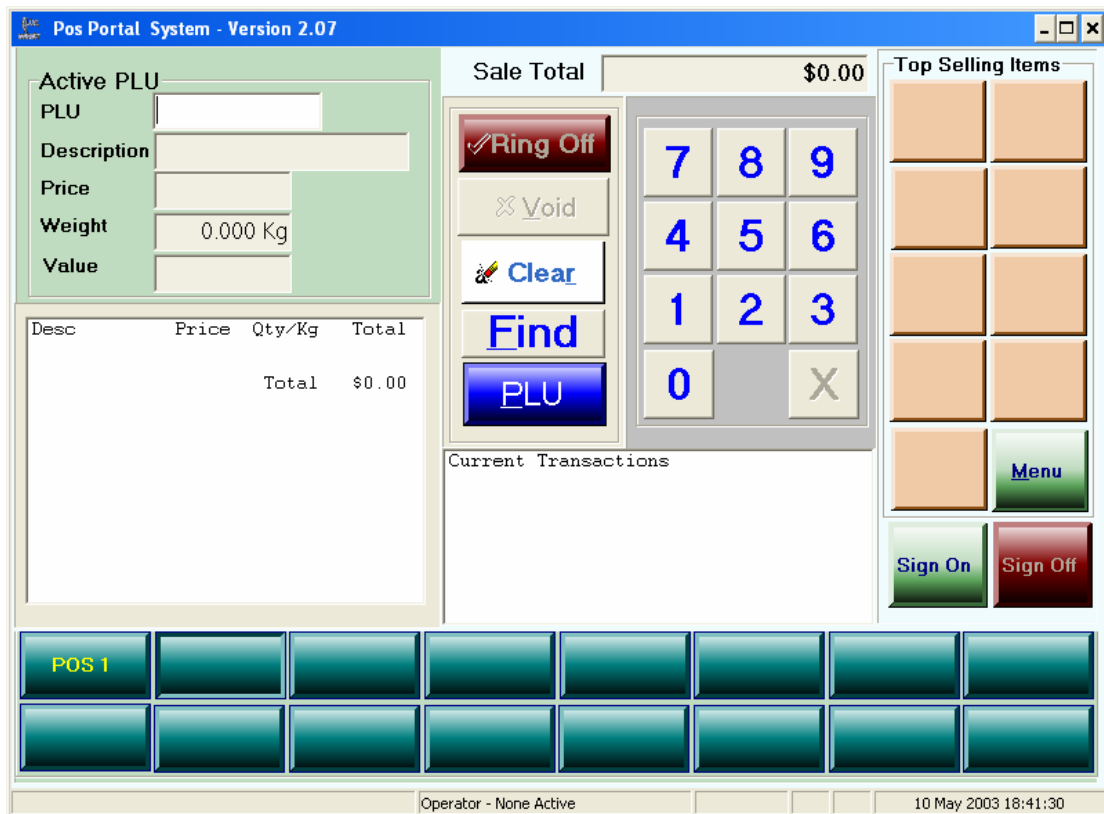 Pos Portal System - Version 2.07
Active PLU
PLU
Description
Price
Weight 0.000 Kg
Value
Sale Total $0.00
Ring Off
Void
Clear
Find
PLU
7 8 9
4 5 6
1 2 3
0 X
Top Selling Items
Menu
Sign On Sign Off
Desc Price Qty/Kg Total
Total $0.00
Current Transactions
POS 1
Operator - None Active 10 May 2003 18:41:30